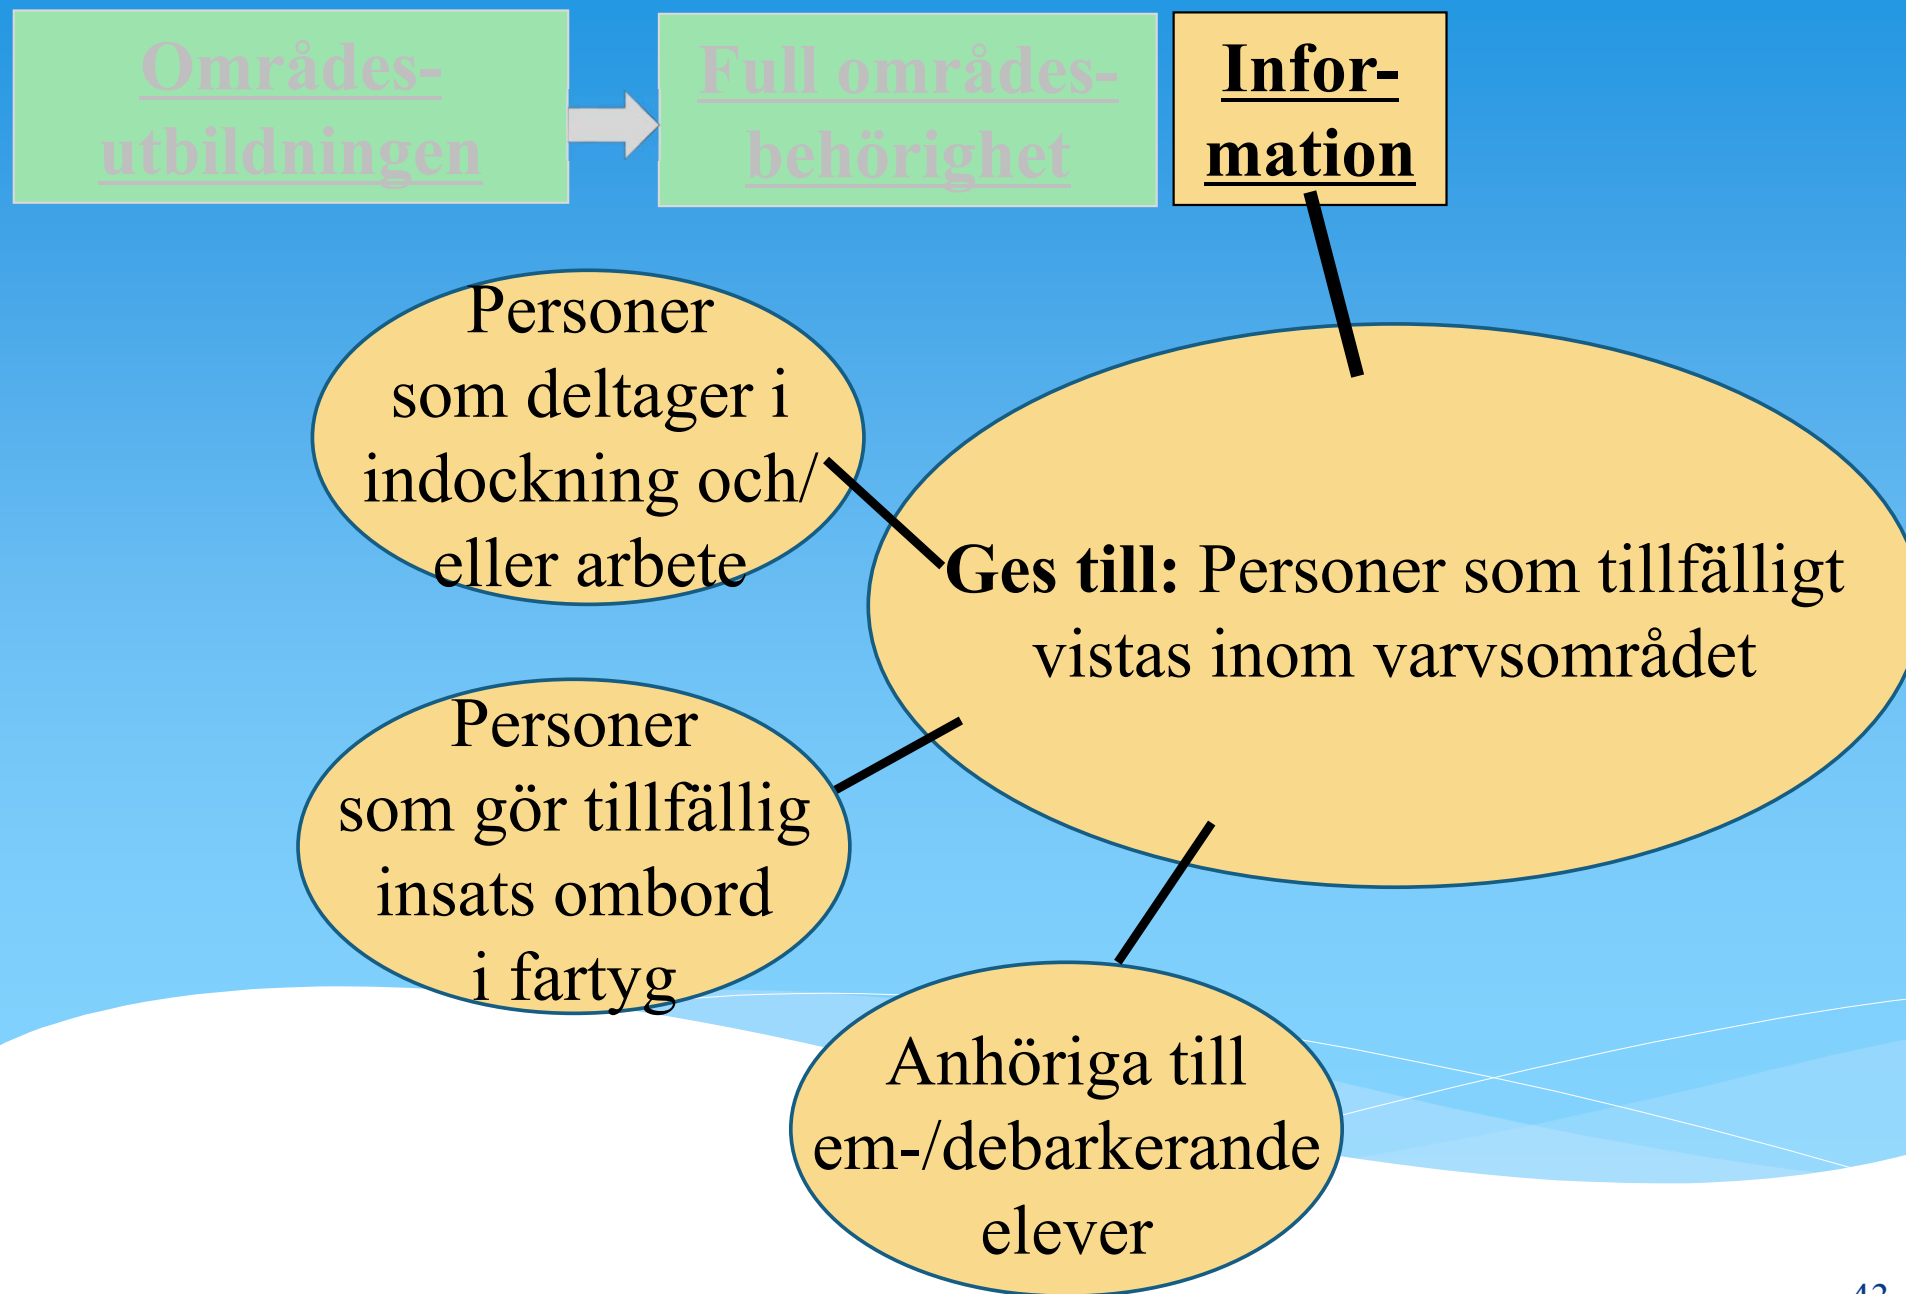 Områdes-
utbildningen
Full områdes-
behörighet
Infor-
mation
Personer
som deltager i
indockning och/
eller arbete
Ges till: Personer som tillfälligt
vistas inom varvsområdet
Personer
som gör tillfällig
insats ombord
i fartyg
Anhöriga till
em-/debarkerande
elever